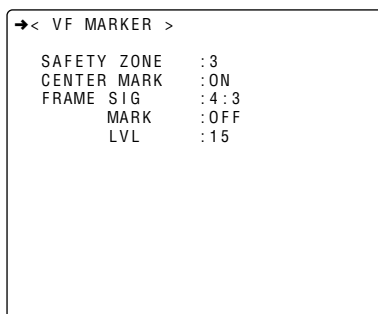 ➔< VF MARKER >
SAFETY ZONE :3
CENTER MARK :ON
FRAME SIG :4:3
MARK :OFF
LVL :15